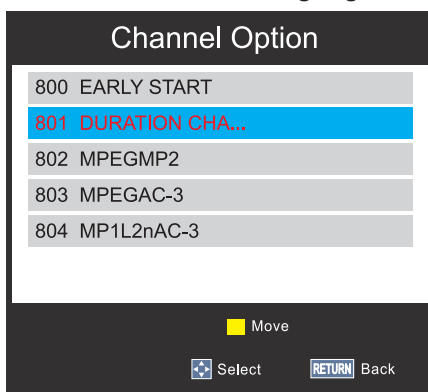 Channel Option
800 EARLY START
801 DURATION CHA...
802 MPEGMP2
803 MPEGAC-3
804 MP1L2nAC-3
Move
Select RETURN Back